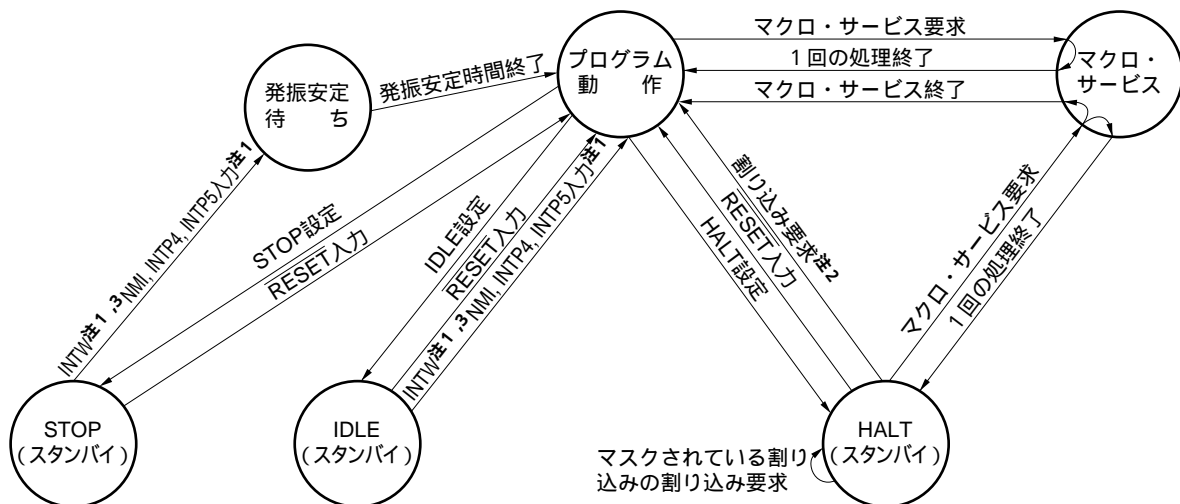 マクロ・サービス要求
1回の処理終了
マクロ・サービス終了
プログラム
動　作
マクロ・
サービス
発振安定
待　ち
発振安定時間終了
INTW注1,3 NMI, INTP4, INTP5入力注1
STOP設定
RESET入力
IDLE設定
RESET入力
INTW注1,3 NMI, INTP4, INTP5入力注1
割り込み要求注2
RESET入力
HALT設定
マクロ・サービス要求
1回の処理終了
STOP
(スタンバイ)
IDLE
(スタンバイ)
HALT
(スタンバイ)
マスクされている割り
込みの割り込み要求